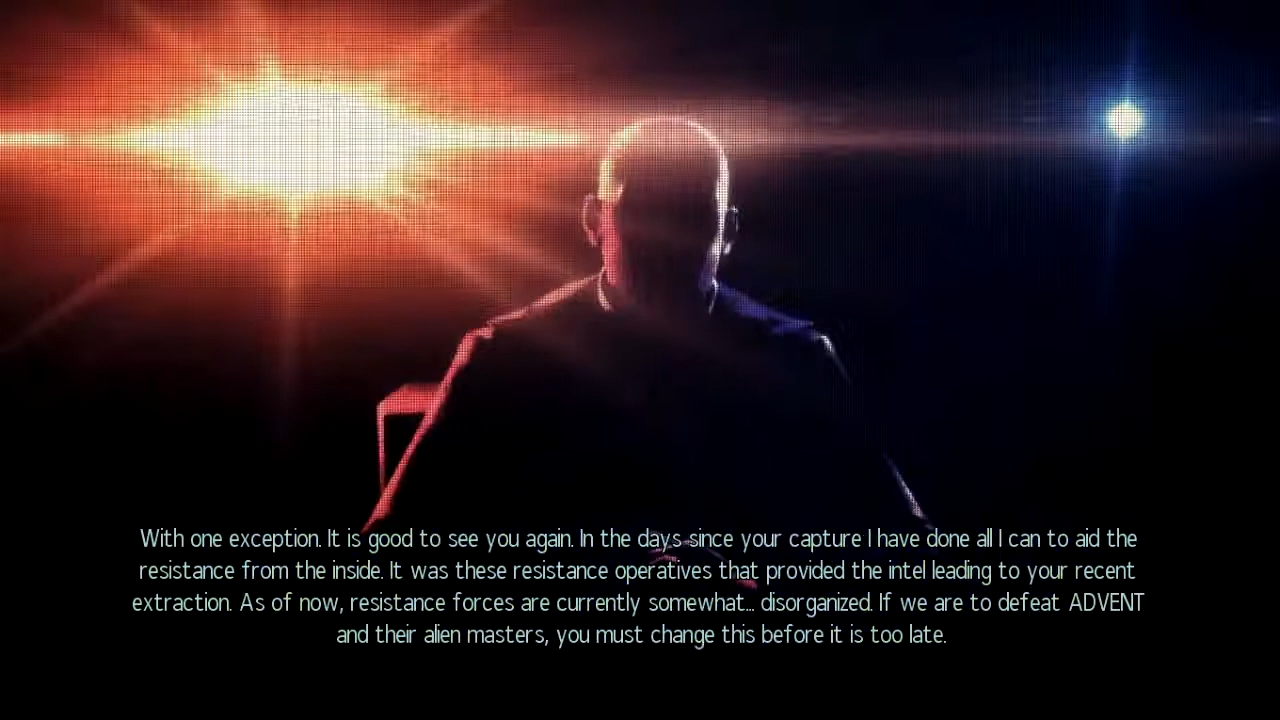 With one exception. It is good to see you again. In the days since your capture I have done all I can to aid the
resistance from the inside. It was these resistance operatives that provided the intel leading to your recent
extraction. As of now, resistance forces are currently somewhat... disorganized. If we are to defeat ADVENT
and their alien masters, you must change this before it is too late.